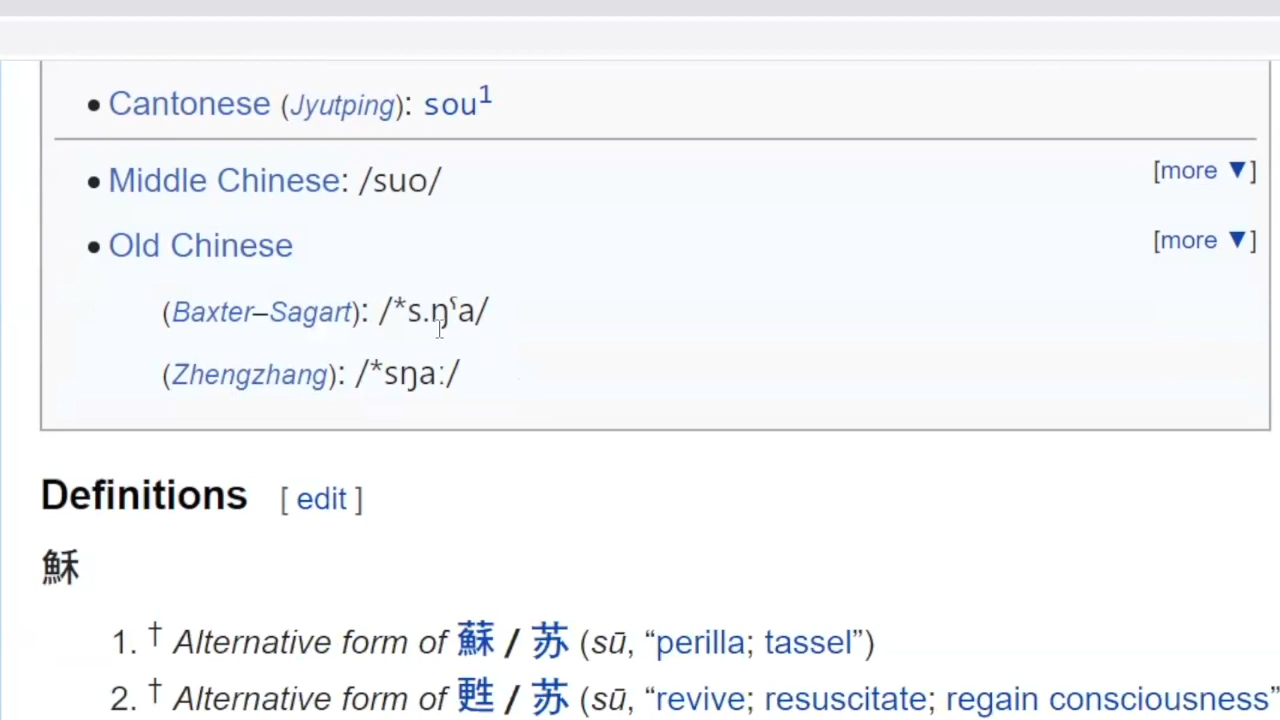 • Cantonese (Jyutping): sou¹
• Middle Chinese: /suo/ [more ▼]
• Old Chinese [more ▼]
(Baxter–Sagart): /*s.ŋˤa/
(Zhengzhang): /*sŋaː/
Definitions [ edit ]
穌
1. † Alternative form of 蘇 / 苏 (sū, “perilla; tassel”)
2. † Alternative form of 甦 / 苏 (sū, “revive; resuscitate; regain consciousness”